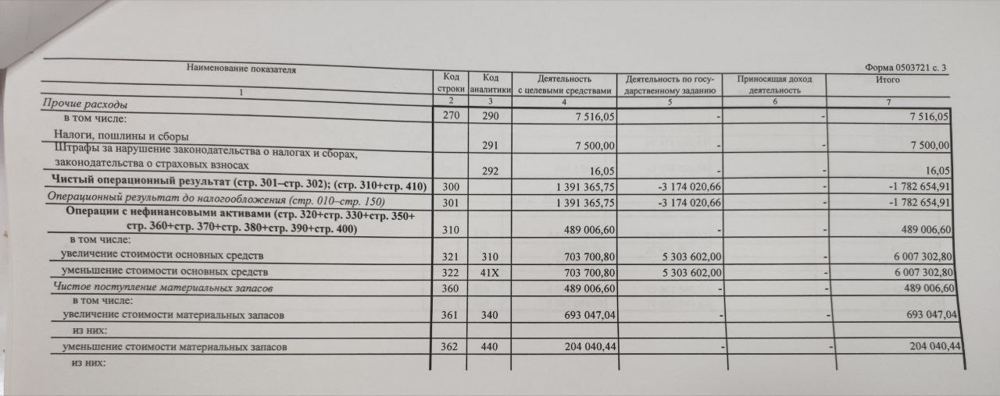 Форма 0503721 с. 3
Наименование показателя Код строки Код аналитики Деятельность с целевыми средствами Деятельность по госу-дарственному заданию Приносящая доход деятельность Итого
1 2 3 4 5 6 7
Прочие расходы 270 290 7 516,05 - - 7 516,05
в том числе:
Налоги, пошлины и сборы 291 7 500,00 - - 7 500,00
Штрафы за нарушение законодательства о налогах и сборах,
законодательства о страховых взносах 292 16,05 - - 16,05
Чистый операционный результат (стр. 301–стр. 302); (стр. 310+стр. 410) 300 1 391 365,75 -3 174 020,66 - -1 782 654,91
Операционный результат до налогообложения (стр. 010–стр. 150) 301 1 391 365,75 -3 174 020,66 - -1 782 654,91
Операции с нефинансовыми активами (стр. 320+стр. 330+стр. 350+
стр. 360+стр. 370+стр. 380+стр. 390+стр. 400) 310 489 006,60 - - 489 006,60
в том числе:
увеличение стоимости основных средств 321 310 703 700,80 5 303 602,00 - 6 007 302,80
уменьшение стоимости основных средств 322 41X 703 700,80 5 303 602,00 - 6 007 302,80
Чистое поступление материальных запасов 360 489 006,60 - - 489 006,60
в том числе:
увеличение стоимости материальных запасов 361 340 693 047,04 - - 693 047,04
из них:
уменьшение стоимости материальных запасов 362 440 204 040,44 - - 204 040,44
из них: